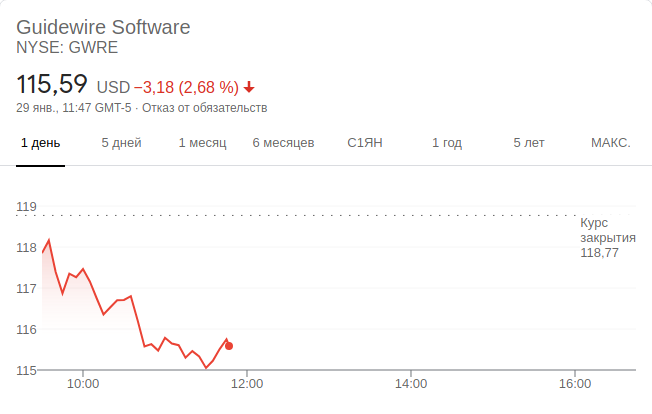 Guidewire Software
NYSE: GWRE
115,59 USD −3,18 (2,68 %)
29 янв., 11:47 GMT-5 · Отказ от обязательств
1 день 5 дней 1 месяц 6 месяцев С1ЯН 1 год 5 лет МАКС.
119
Курс
закрытия
118,77
118
117
116
115
10:00 12:00 14:00 16:00